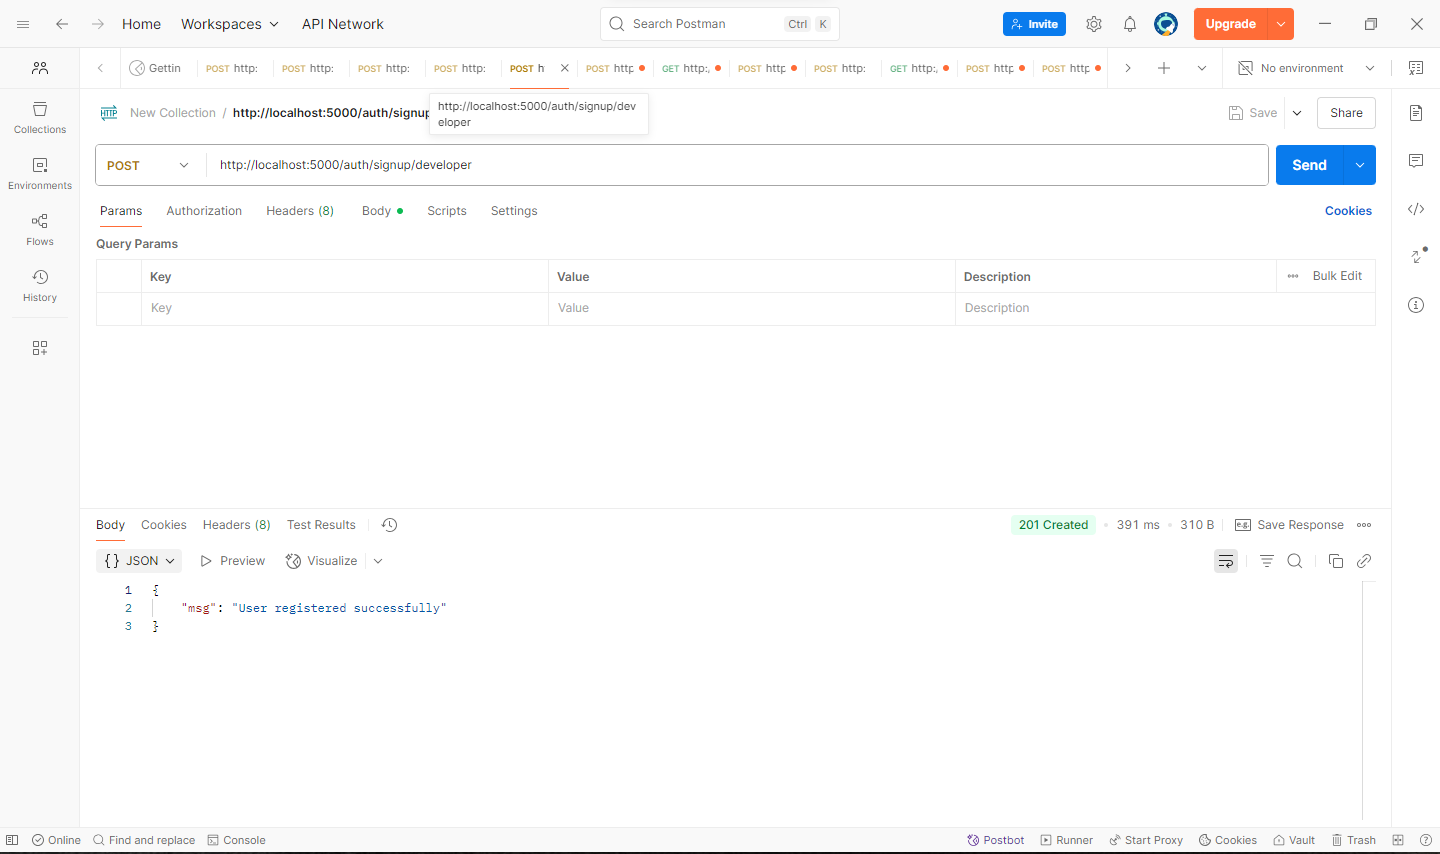 Home Workspaces API Network Search Postman Ctrl K Invite Upgrade
Gettin POST http: POST http: POST http: POST http: POST h POST http GET http:, POST http POST http: GET http:, POST http POST http No environment
New Collection / http://localhost:5000/auth/signup Save Share
http://localhost:5000/auth/signup/dev
eloper
POST http://localhost:5000/auth/signup/developer Send
Params Authorization Headers (8) Body Scripts Settings Cookies
Query Params
Key Value Description Bulk Edit
Key Value Description
Collections
Environments
Flows
History
Body Cookies Headers (8) Test Results 201 Created 391 ms 310 B e.g. Save Response
{} JSON Preview Visualize
1 {
2 "msg": "User registered successfully"
3 }
Online Find and replace Console Postbot Runner Start Proxy Cookies Vault Trash